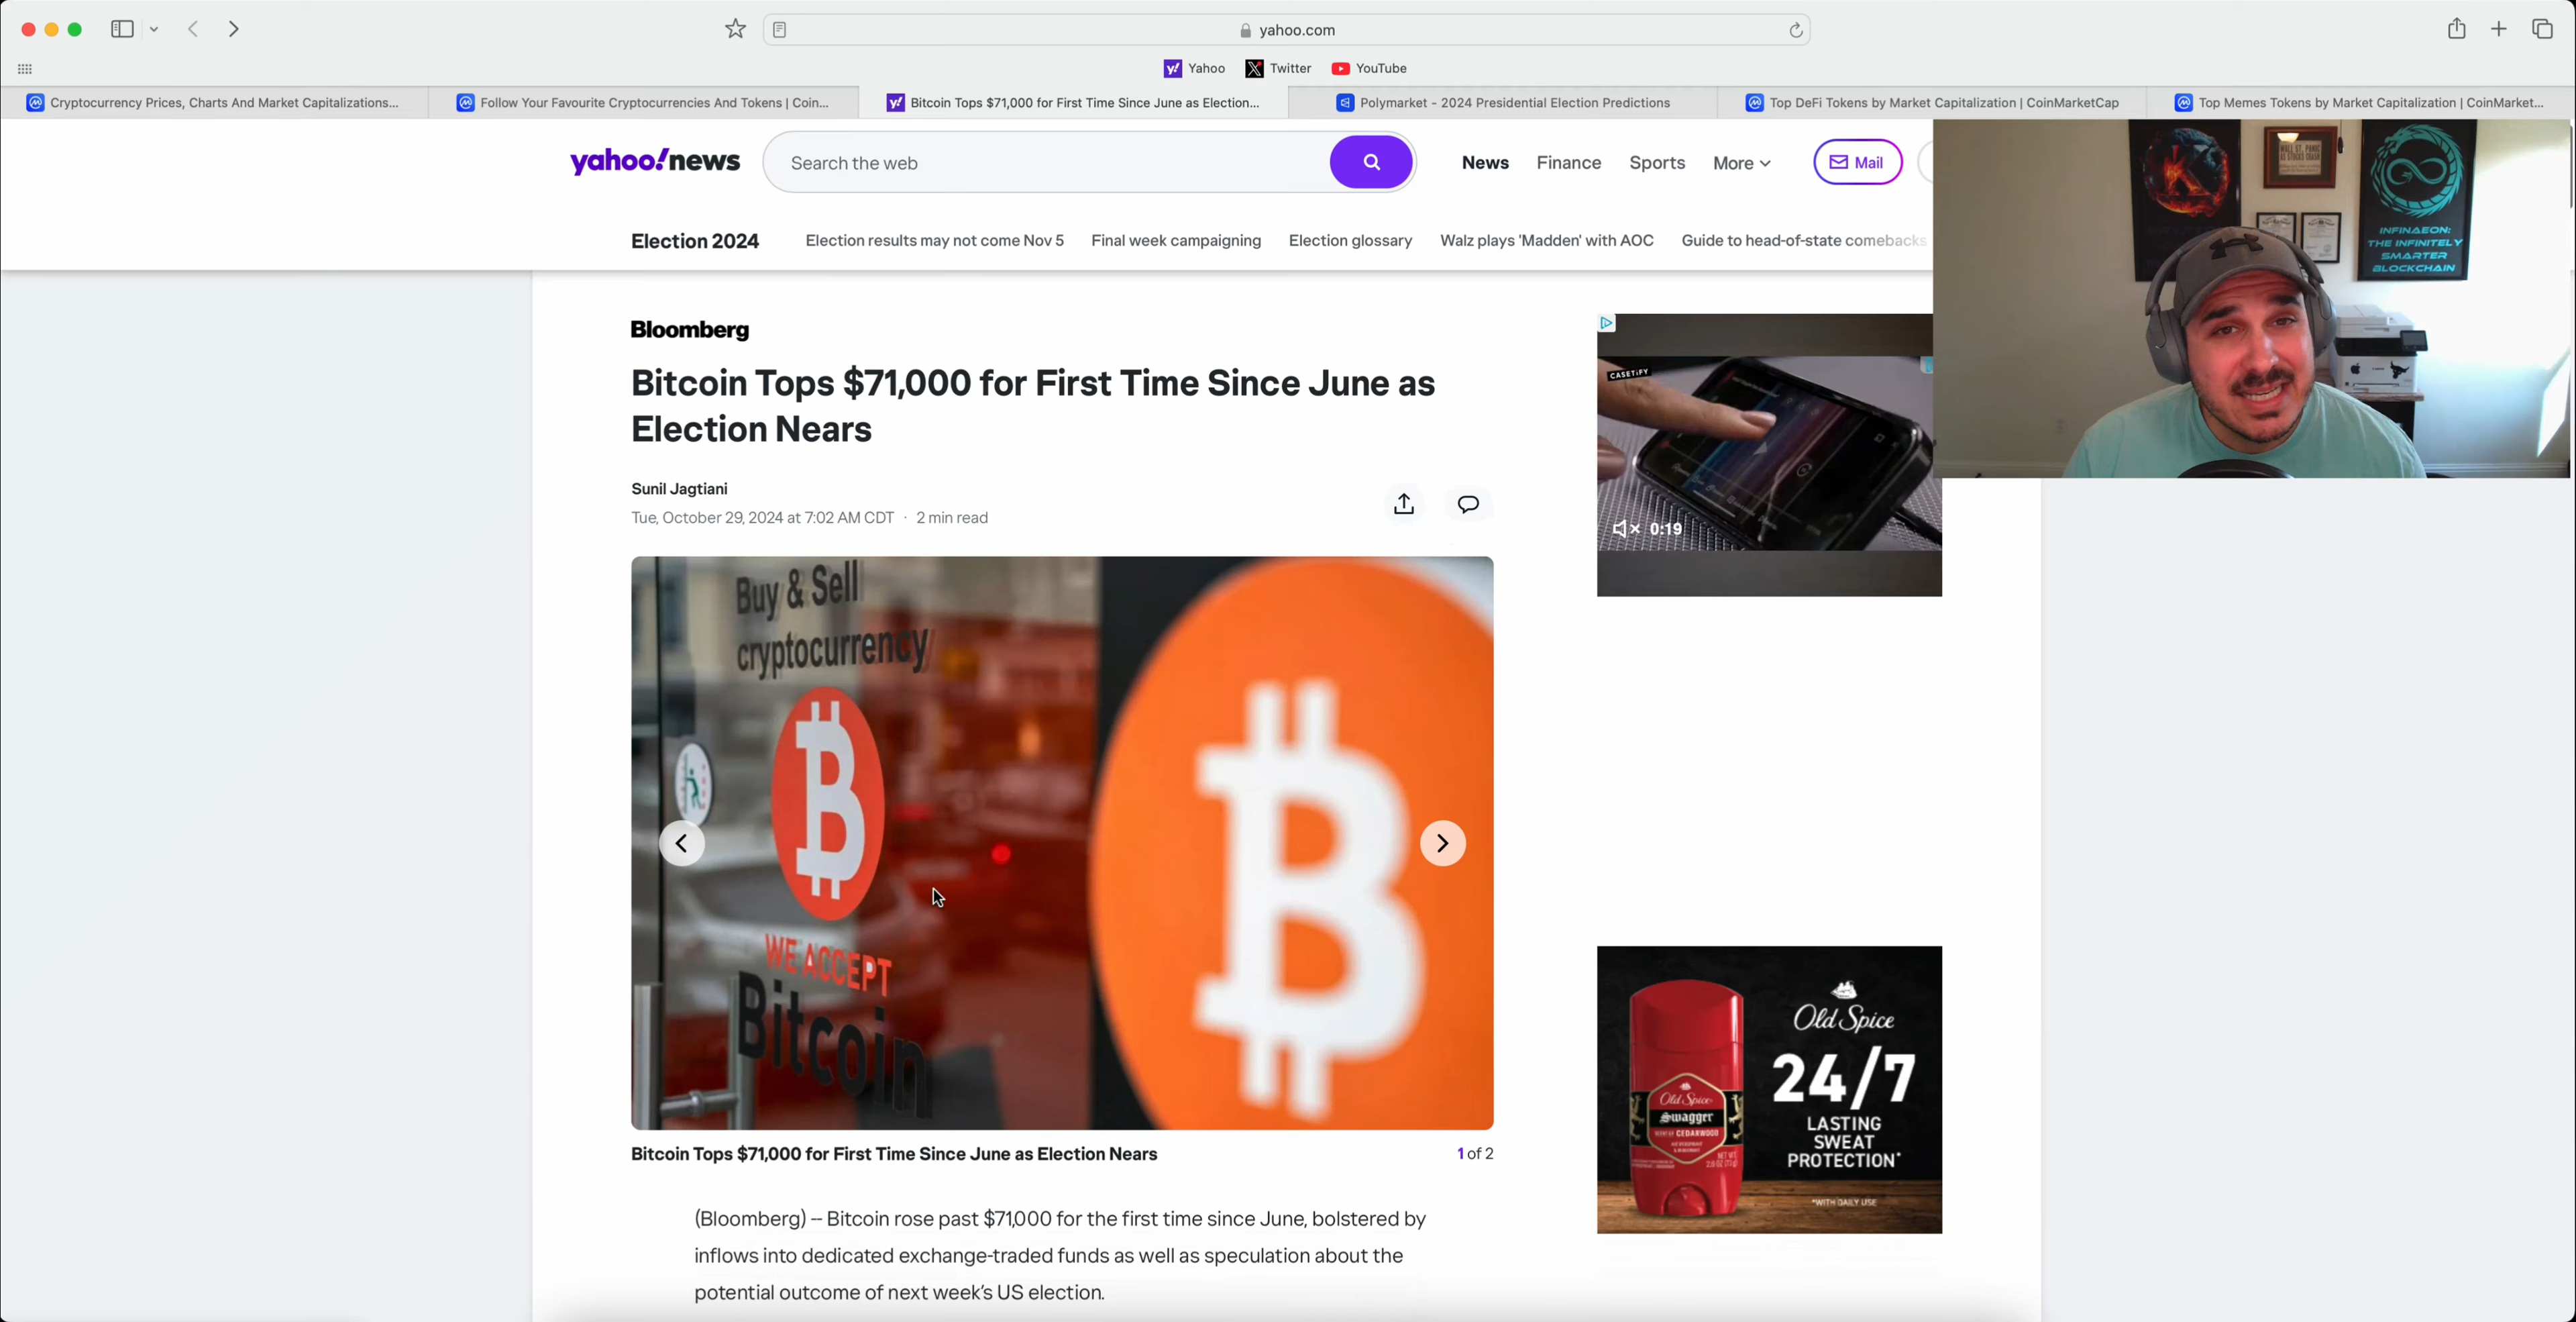 yahoo.com
Yahoo
Twitter
YouTube
Cryptocurrency Prices, Charts And Market Capitalizations...
Follow Your Favourite Cryptocurrencies And Tokens | Coin...
Bitcoin Tops $71,000 for First Time Since June as Election...
Polymarket - 2024 Presidential Election Predictions
Top DeFi Tokens by Market Capitalization | CoinMarketCap
Top Memes Tokens by Market Capitalization | CoinMarket...
yahoo!news
Search the web
News
Finance
Sports
More
Mail
Election 2024
Election results may not come Nov 5
Final week campaigning
Election glossary
Walz plays 'Madden' with AOC
Guide to head-of-state comebacks
INFINAEON:
THE INFINITELY
SMARTER
BLOCKCHAIN
Bloomberg
Bitcoin Tops $71,000 for First Time Since June as
Election Nears
Sunil Jagtiani
Tue, October 29, 2024 at 7:02 AM CDT · 2 min read
CASETiFY
0:19
Buy & Sell
cryptocurrency
WE ACCEPT
Bitcoin
Bitcoin Tops $71,000 for First Time Since June as Election Nears
1 of 2
(Bloomberg) -- Bitcoin rose past $71,000 for the first time since June, bolstered by
inflows into dedicated exchange-traded funds as well as speculation about the
potential outcome of next week's US election.
Old Spice
24/7
LASTING
SWEAT
PROTECTION*
*WITH DAILY USE
Old Spice
Swagger